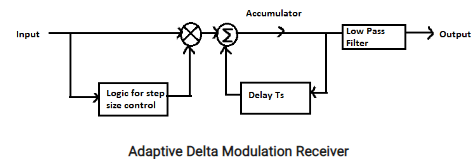 Accumulator
Input
Σ
Low Pass
Filter
Output
Logic for step
size control
Delay Ts
Adaptive Delta Modulation Receiver